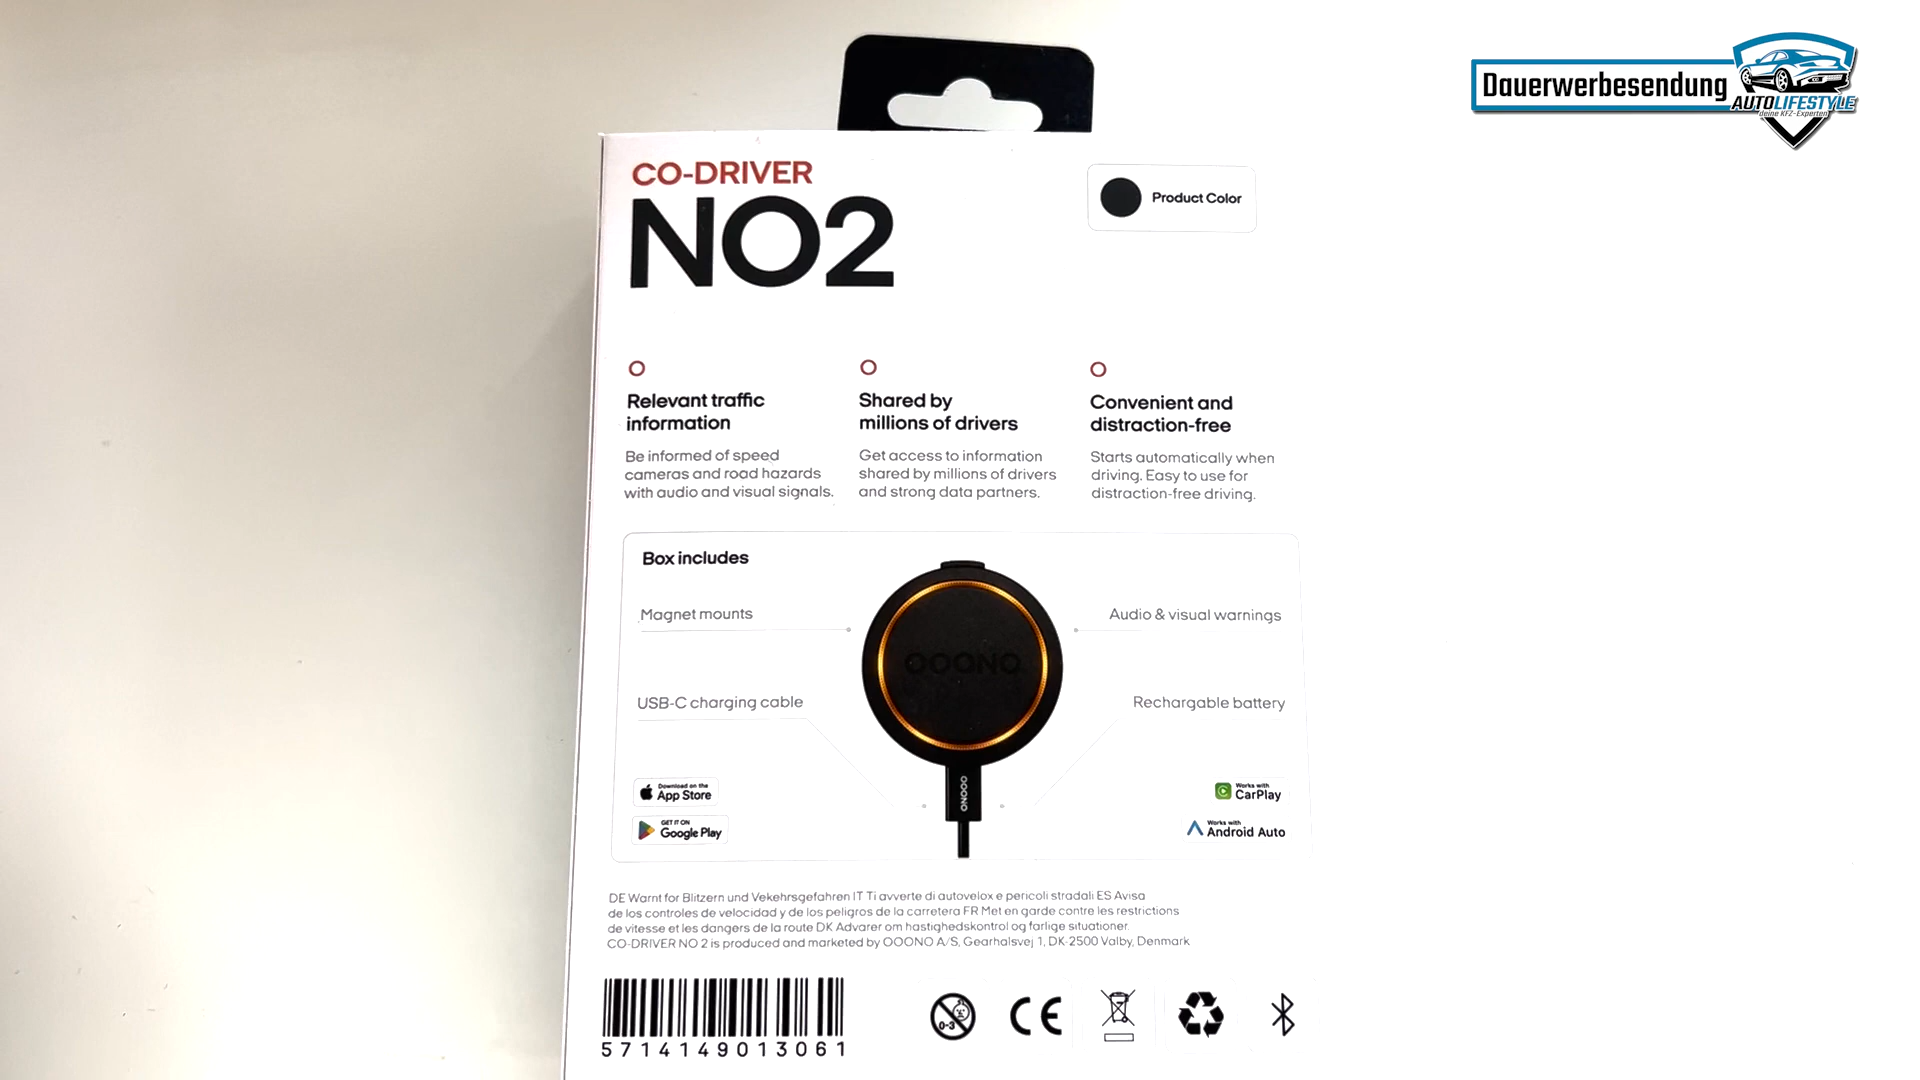 Dauerwerbesendung
AUTOLIFESTYLE
deine KFZ-Experten
CO-DRIVER
NO2
Product Color
Relevant traffic
information
Be informed of speed
cameras and road hazards
with audio and visual signals.
Shared by
millions of drivers
Get access to information
shared by millions of drivers
and strong data partners.
Convenient and
distraction-free
Starts automatically when
driving. Easy to use for
distraction-free driving.
Box includes
Magnet mounts
Audio & visual warnings
OOONO
USB-C charging cable
Rechargable battery
OOONO
Download on the
App Store
GET IT ON
Google Play
Works with
CarPlay
Works with
Android Auto
DE Warnt for Blitzern und Vekehrsgefahren IT Ti avverte di autovelox e pericoli stradali ES Avisa
de los controles de velocidad y de los peligros de la carretera FR Met en garde contre les restrictions
de vitesse et les dangers de la route DK Advarer om hastighedskontrol og farlige situationer.
CO-DRIVER NO 2 is produced and marketed by OOONO A/S, Gearhalsvej 1, DK-2500 Valby, Denmark
5714149013061
0-3
CE